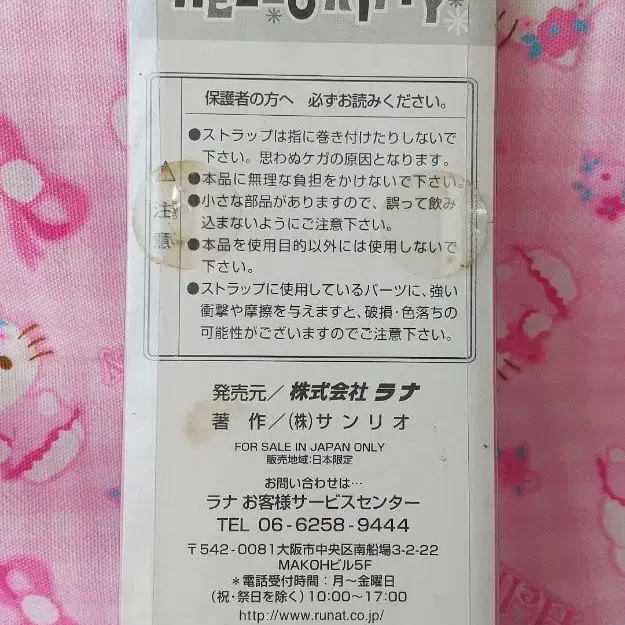 HELLO KITTY
保護者の方へ 必ずお読みください。
⚠注意
●ストラップは指に巻き付けたりしないで
下さい。思わぬケガの原因となります。
●本品に無理な負担をかけないで下さい。
●小さな部品がありますので、誤って飲み
込まないようにご注意下さい。
●本品を使用目的以外には使用しないで
下さい。
●ストラップに使用しているパーツに、強い
衝撃や摩擦を与えますと、破損・色落ちの
可能性がございますのでご注意下さい。
発売元/株式会社ラナ
著 作/(株)サンリオ
FOR SALE IN JAPAN ONLY
販売地域:日本限定
お問い合わせは…
ラナ お客様サービスセンター
TEL 06-6258-9444
〒542-0081大阪市中央区南船場3-2-22
MAKOHビル5F
*電話受付時間:月~金曜日
(祝・祭日を除く)10:00~17:00
http://www.runat.co.jp/